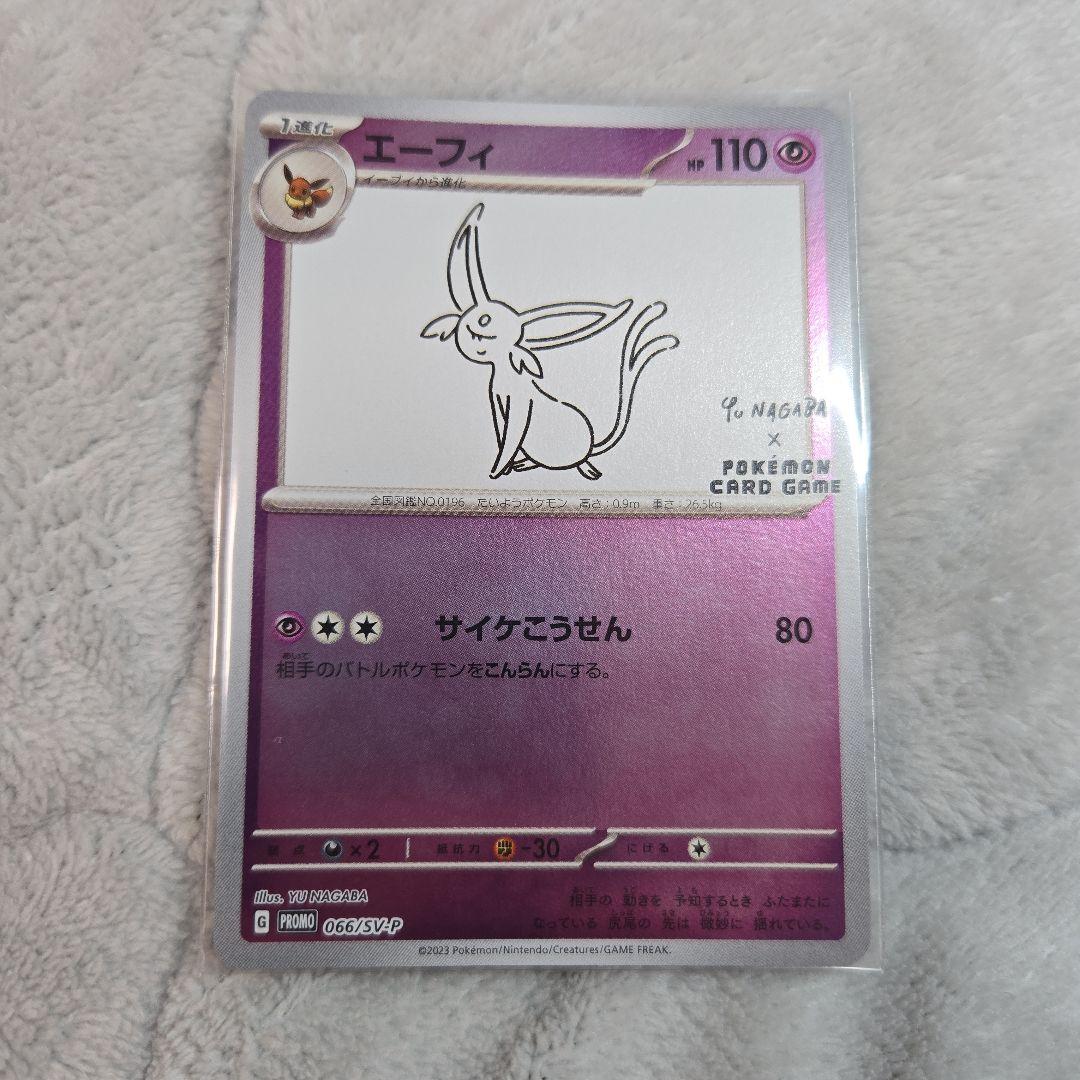 1進化
エーフィ
HP 110
イーブイから進化
Yu NAGABA
×
POKÉMON
CARD GAME
全国図鑑NO.0196 たいようポケモン 高さ:0.9m 重さ:26.5kg
サイケこうせん 80
相手のバトルポケモンをこんらんにする。
弱点 ×2 抵抗力 -30 にげる
Illus. YU NAGABA
相手の 動きを 予知するとき ふたまたに
なっている 尻尾の 先は 微妙に 揺れている。
G PROMO 066/SV-P
©2023 Pokémon/Nintendo/Creatures/GAME FREAK.